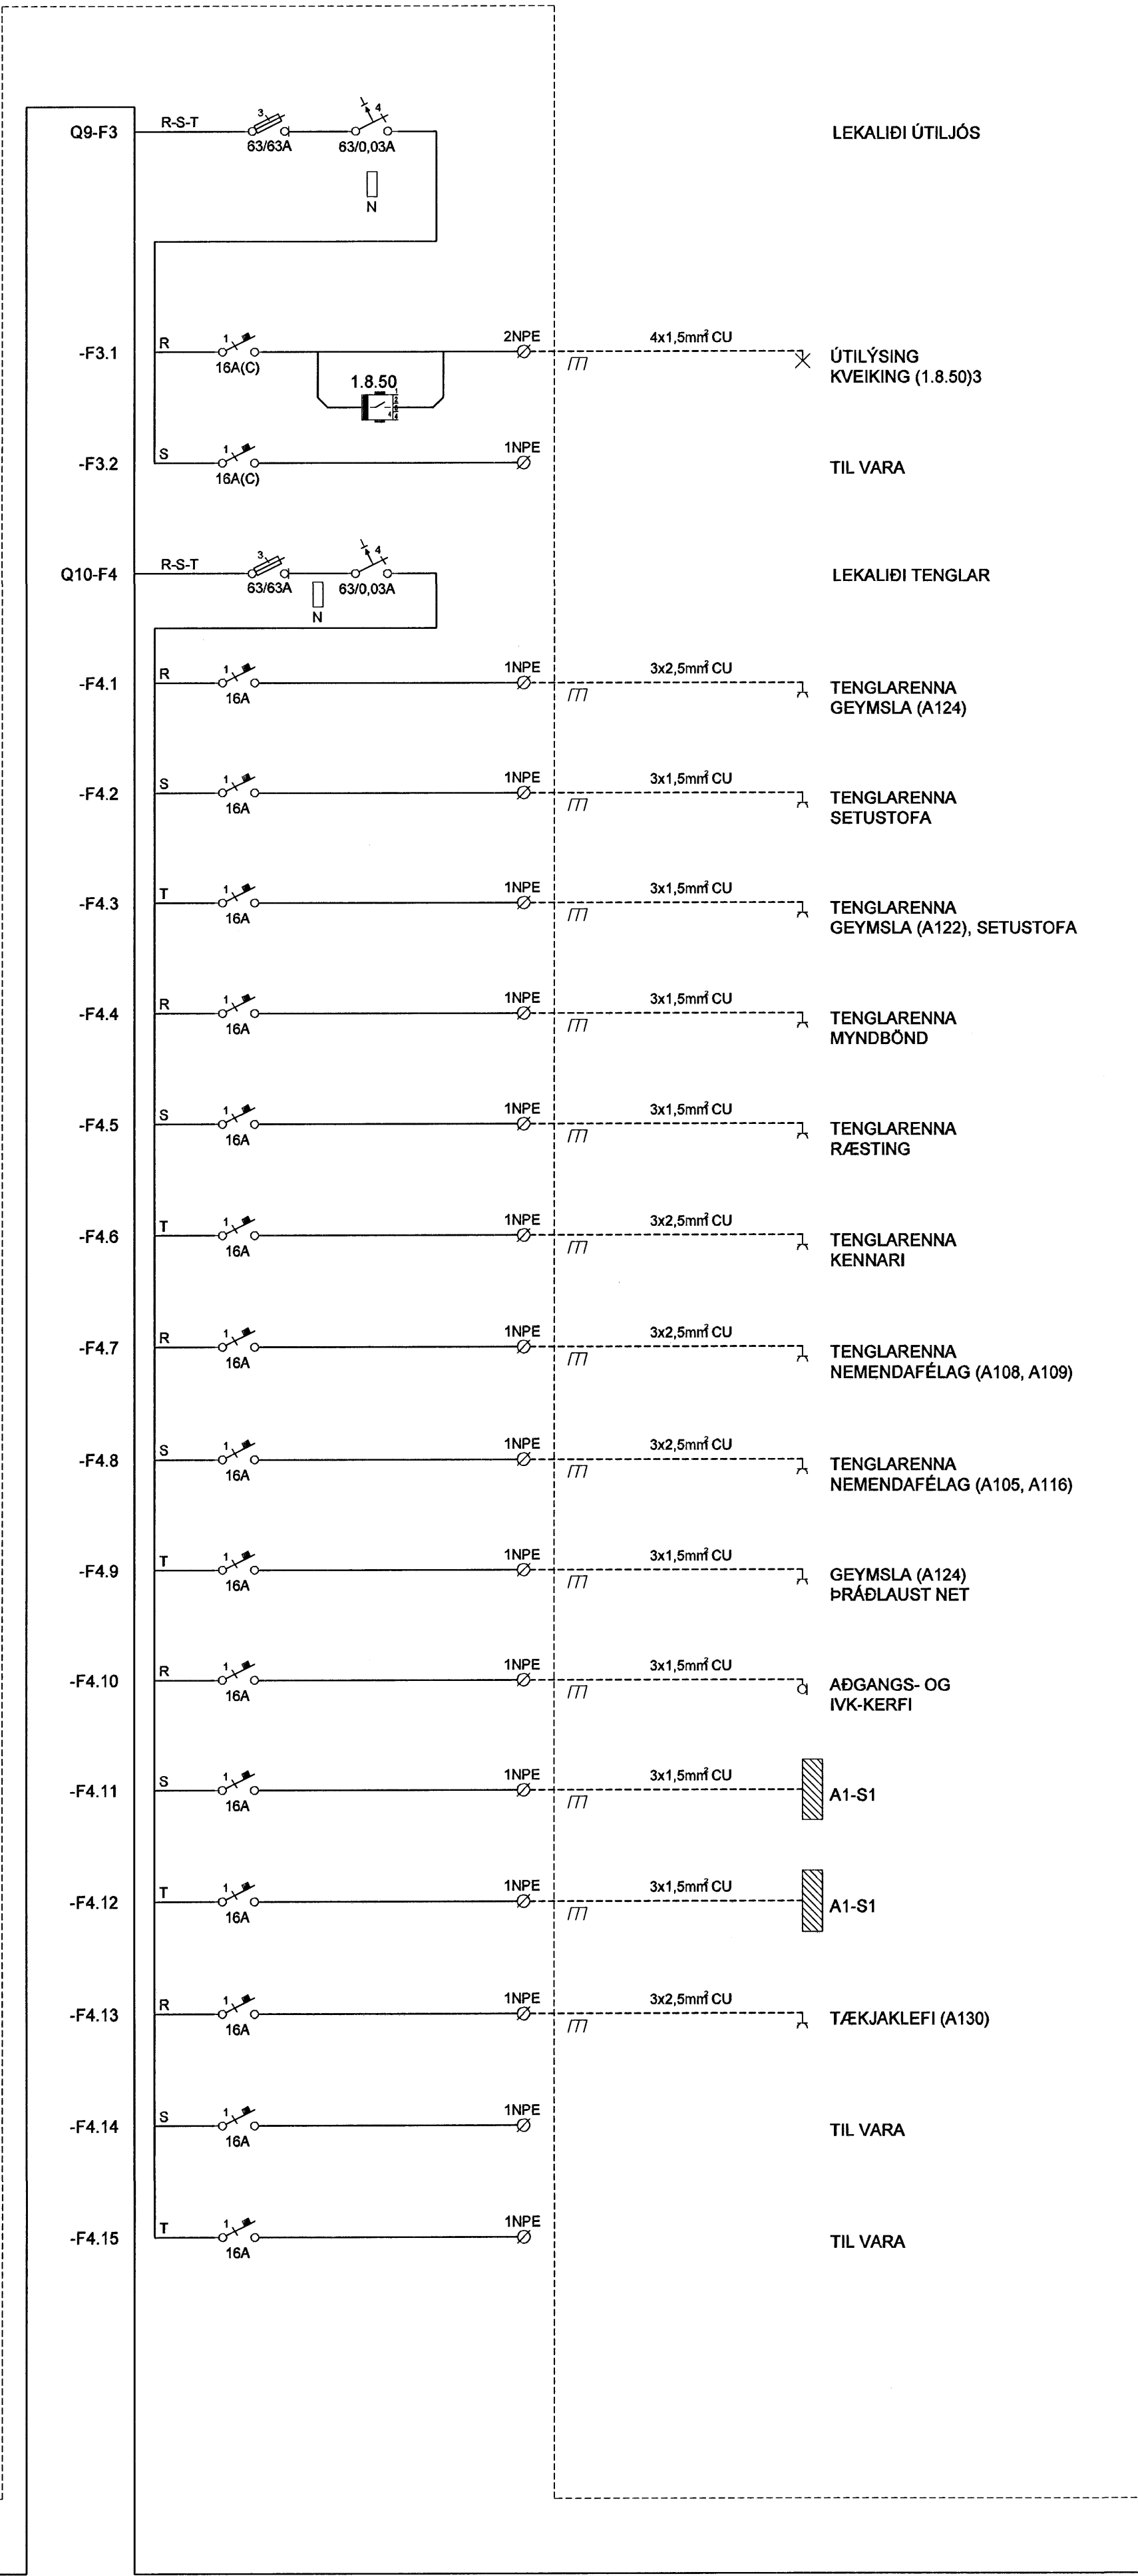 Q9-F3 R-S-T 3 4 LEKALIÐI ÚTILJÓS
63/63A 63/0,03A
N
-F3.1 R 1 2NPE 4x1,5mm² CU ÚTILÝSING
16A(C) KVEIKING (1.8.50)3
1.8.50
-F3.2 S 1 1NPE TIL VARA
16A(C)
Q10-F4 R-S-T 3 4 LEKALIÐI TENGLAR
63/63A 63/0,03A
N
-F4.1 R 1 1NPE 3x2,5mm² CU TENGLARENNA
16A GEYMSLA (A124)
-F4.2 S 1 1NPE 3x1,5mm² CU TENGLARENNA
16A SETUSTOFA
-F4.3 T 1 1NPE 3x1,5mm² CU TENGLARENNA
16A GEYMSLA (A122), SETUSTOFA
-F4.4 R 1 1NPE 3x1,5mm² CU TENGLARENNA
16A MYNDBÖND
-F4.5 S 1 1NPE 3x1,5mm² CU TENGLARENNA
16A RÆSTING
-F4.6 T 1 1NPE 3x2,5mm² CU TENGLARENNA
16A KENNARI
-F4.7 R 1 1NPE 3x2,5mm² CU TENGLARENNA
16A NEMENDAFÉLAG (A108, A109)
-F4.8 S 1 1NPE 3x2,5mm² CU TENGLARENNA
16A NEMENDAFÉLAG (A105, A116)
-F4.9 T 1 1NPE 3x1,5mm² CU GEYMSLA (A124)
16A ÞRÁÐLAUST NET
-F4.10 R 1 1NPE 3x1,5mm² CU AÐGANGS- OG
16A IVK-KERFI
-F4.11 S 1 1NPE 3x1,5mm² CU A1-S1
16A
-F4.12 T 1 1NPE 3x1,5mm² CU A1-S1
16A
-F4.13 R 1 1NPE 3x2,5mm² CU TÆKJAKLEFI (A130)
16A
-F4.14 S 1 1NPE TIL VARA
16A
-F4.15 T 1 1NPE TIL VARA
16A